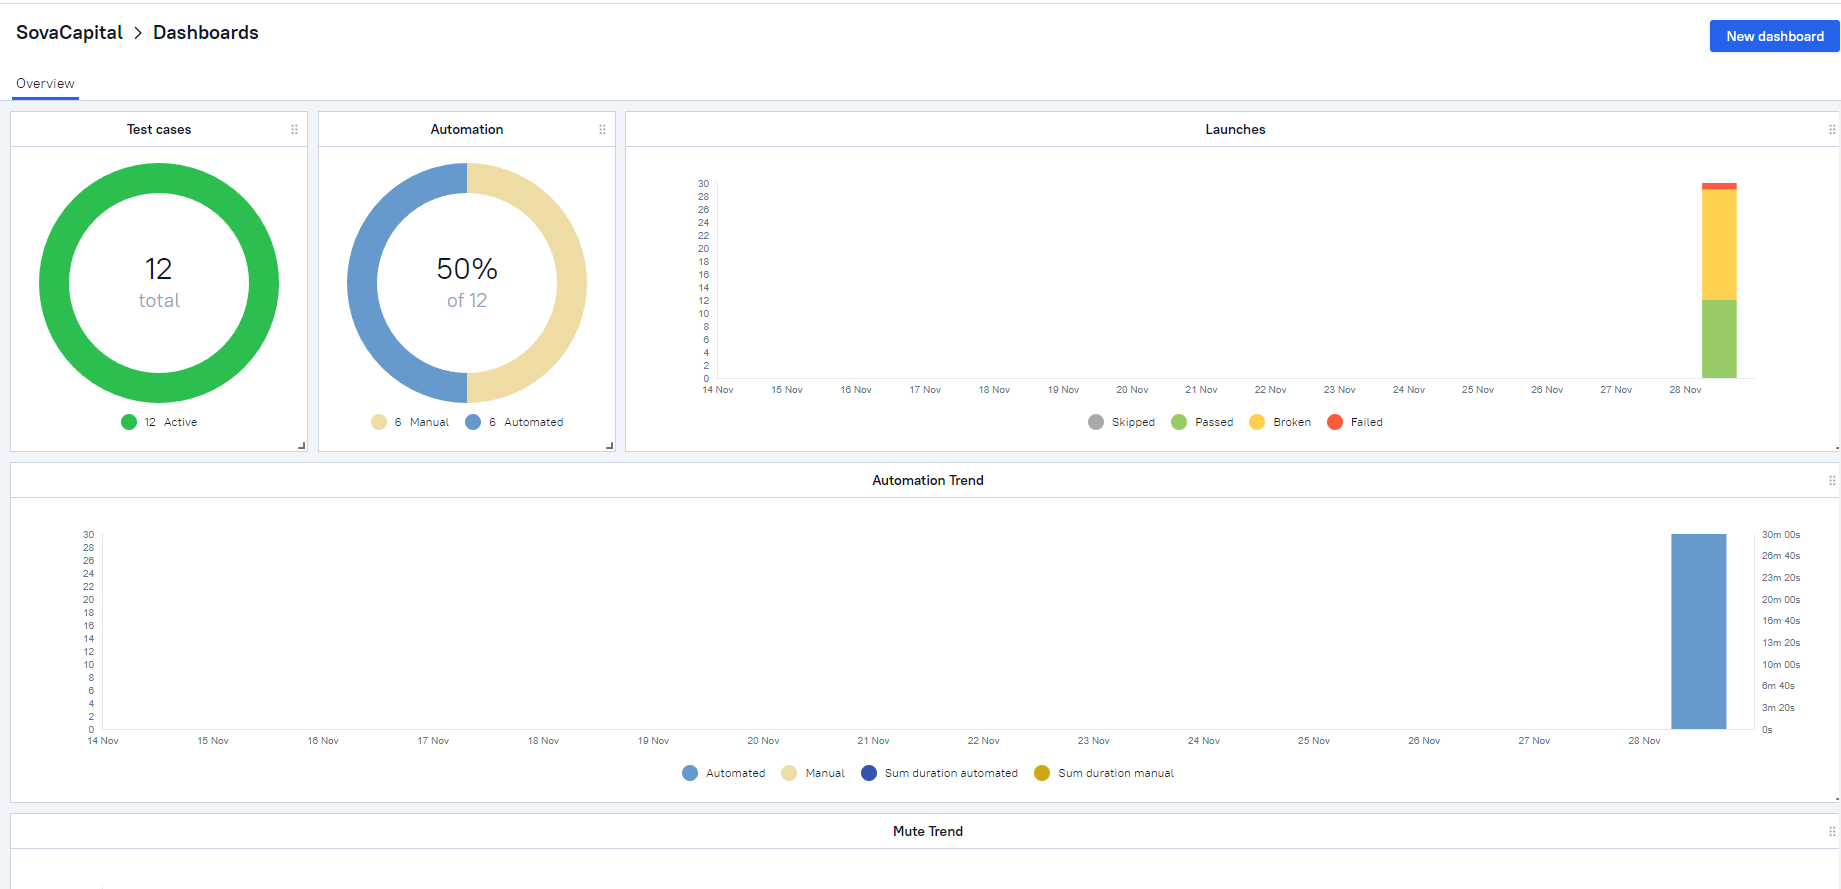 SovaCapital > Dashboards
New dashboard
Overview
Test cases
12
total
12 Active
Automation
50%
of 12
6 Manual 6 Automated
Launches
30
28
26
24
22
20
18
16
14
12
10
8
6
4
2
0
14 Nov 15 Nov 16 Nov 17 Nov 18 Nov 19 Nov 20 Nov 21 Nov 22 Nov 23 Nov 24 Nov 25 Nov 26 Nov 27 Nov 28 Nov
Skipped Passed Broken Failed
Automation Trend
30
28
26
24
22
20
18
16
14
12
10
8
6
4
2
0
30m 00s
26m 40s
23m 20s
20m 00s
16m 40s
13m 20s
10m 00s
6m 40s
3m 20s
0s
14 Nov 15 Nov 16 Nov 17 Nov 18 Nov 19 Nov 20 Nov 21 Nov 22 Nov 23 Nov 24 Nov 25 Nov 26 Nov 27 Nov 28 Nov
Automated Manual Sum duration automated Sum duration manual
Mute Trend